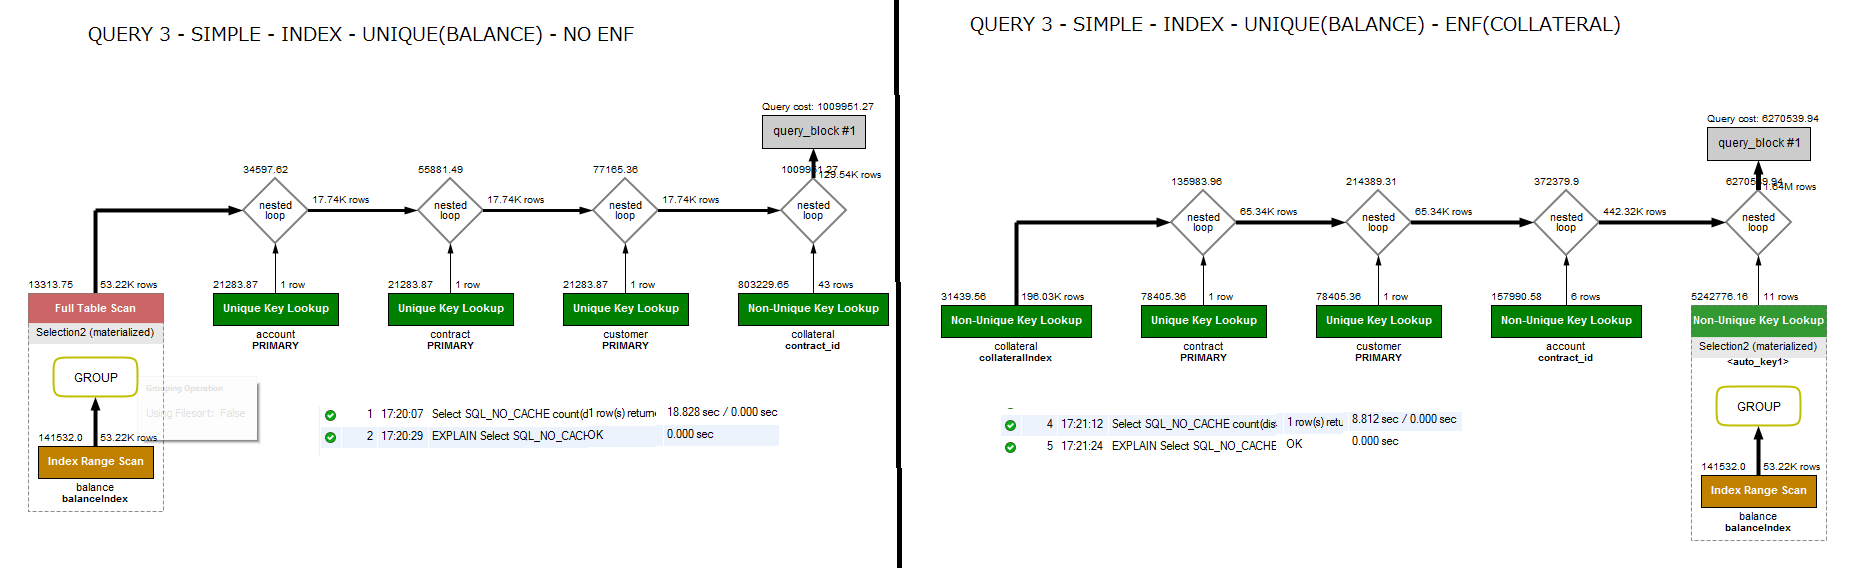 QUERY 3 - SIMPLE - INDEX - UNIQUE(BALANCE) - NO ENF
Query cost: 1009951.27
query_block #1
34597.62
55881.49
77165.36
1009951.27
129.54K rows
nested loop
17.74K rows
nested loop
17.74K rows
nested loop
17.74K rows
nested loop
13313.75
53.22K rows
21283.87
1 row
21283.87
1 row
21283.87
1 row
803229.65
43 rows
Full Table Scan
Unique Key Lookup
Unique Key Lookup
Unique Key Lookup
Non-Unique Key Lookup
Selection2 (materialized)
account
PRIMARY
contract
PRIMARY
customer
PRIMARY
collateral
contract_id
GROUP
Grouping Operation
Using Filesort: False
141532.0
53.22K rows
Index Range Scan
balance
balanceIndex
1 17:20:07 Select SQL_NO_CACHE count(d 1 row(s) return 18.828 sec / 0.000 sec
2 17:20:29 EXPLAIN Select SQL_NO_CACH OK 0.000 sec
QUERY 3 - SIMPLE - INDEX - UNIQUE(BALANCE) - ENF(COLLATERAL)
Query cost: 6270539.94
query_block #1
135983.96
214389.31
372379.9
6270539.94
1.64M rows
nested loop
65.34K rows
nested loop
65.34K rows
nested loop
442.32K rows
nested loop
31439.56
196.03K rows
78405.36
1 row
78405.36
1 row
157990.58
6 rows
5242776.16
11 rows
Non-Unique Key Lookup
Unique Key Lookup
Unique Key Lookup
Non-Unique Key Lookup
Non-Unique Key Lookup
collateral
collateralIndex
contract
PRIMARY
customer
PRIMARY
account
contract_id
Selection2 (materialized)
<auto_key1>
GROUP
141532.0
53.22K rows
Index Range Scan
balance
balanceIndex
4 17:21:12 Select SQL_NO_CACHE count(dis 1 row(s) retu 8.812 sec / 0.000 sec
5 17:21:24 EXPLAIN Select SQL_NO_CACHE OK 0.000 sec